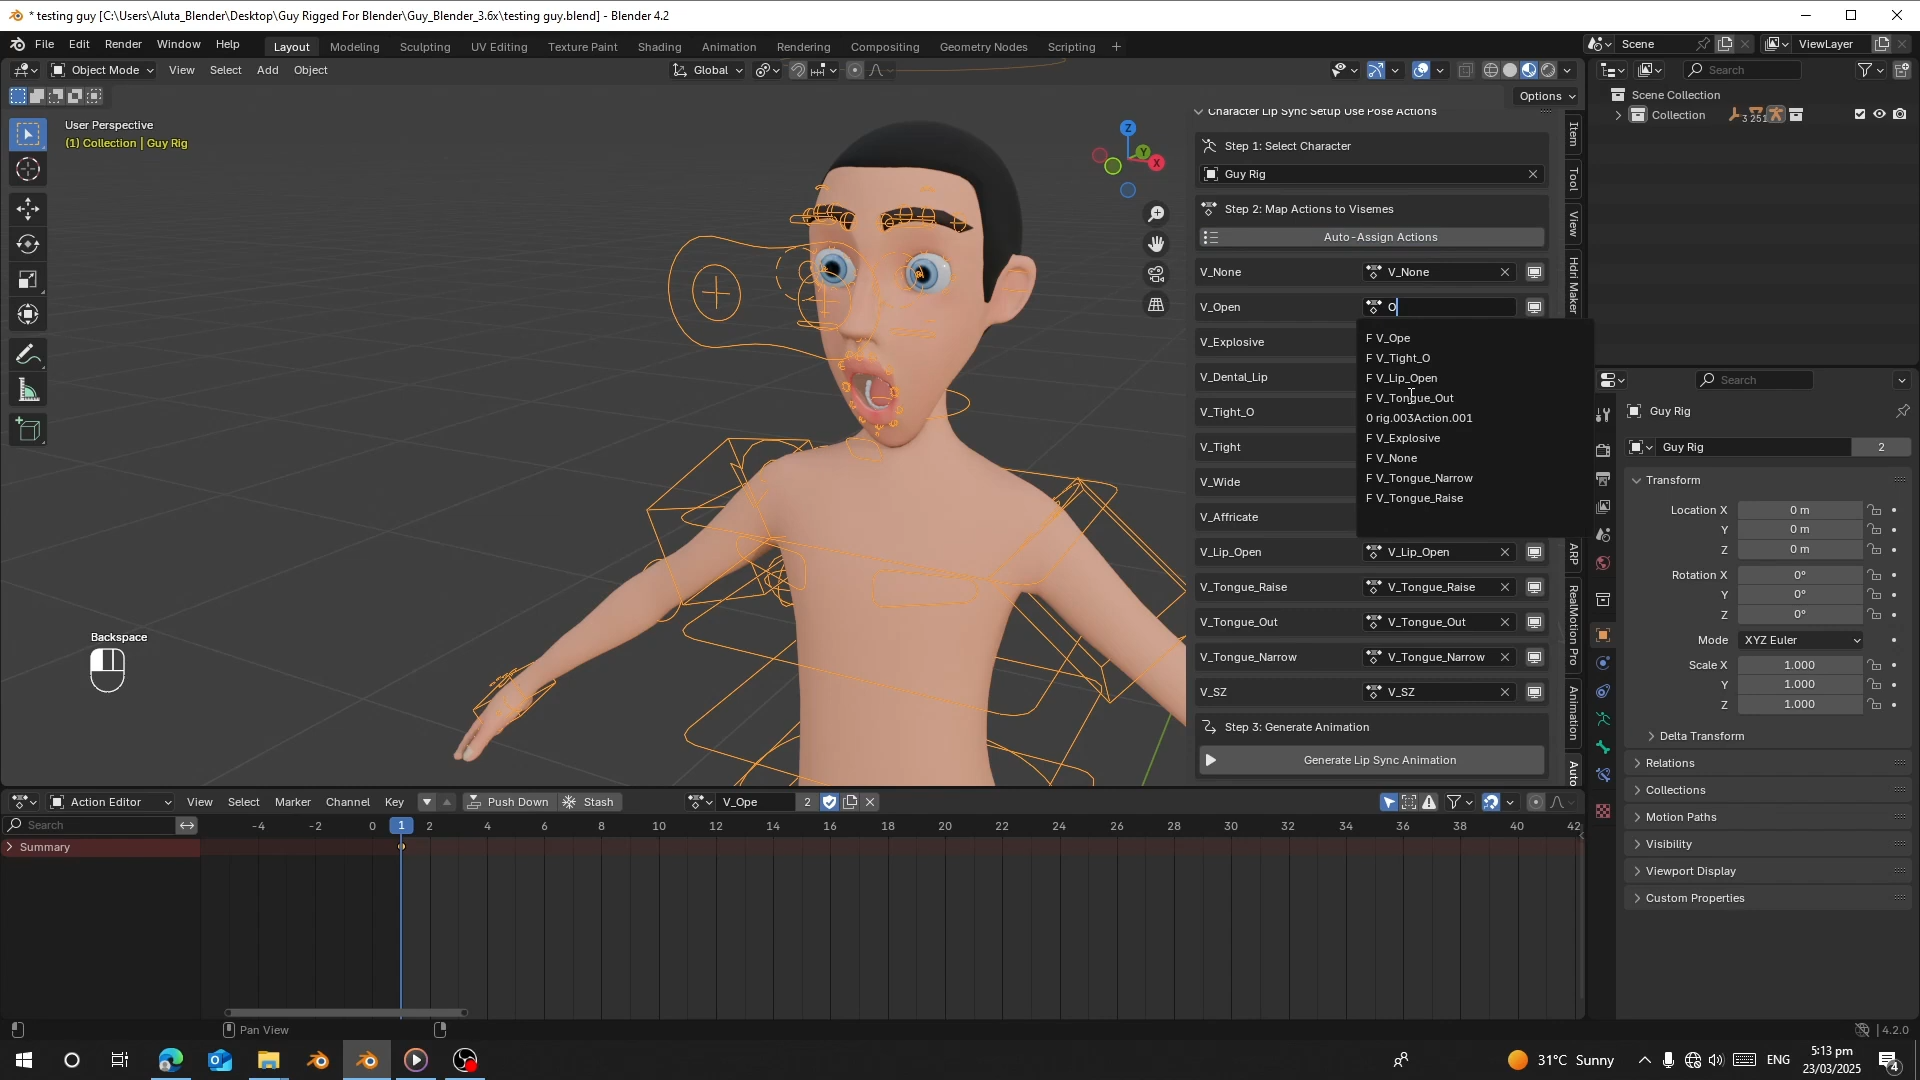 * testing guy [C:\Users\Aluta_Blender\Desktop\Guy Rigged For Blender\Guy_Blender_3.6x\testing guy.blend] - Blender 4.2
File Edit Render Window Help
Layout Modeling Sculpting UV Editing Texture Paint Shading Animation Rendering Compositing Geometry Nodes Scripting +
Scene
ViewLayer
Object Mode View Select Add Object
Global
Search
Options
User Perspective
(1) Collection | Guy Rig
Scene Collection
Collection
3 251
Z
Y
X
Character Lip Sync Setup Use Pose Actions
Step 1: Select Character
Guy Rig
Step 2: Map Actions to Visemes
Auto-Assign Actions
V_None V_None
V_Open O
V_Explosive
V_Dental_Lip
V_Tight_O
V_Tight
V_Wide
V_Affricate
F V_Ope
F V_Tight_O
F V_Lip_Open
F V_Tongue_Out
0 rig.003Action.001
F V_Explosive
F V_None
F V_Tongue_Narrow
F V_Tongue_Raise
V_Lip_Open V_Lip_Open
V_Tongue_Raise V_Tongue_Raise
V_Tongue_Out V_Tongue_Out
V_Tongue_Narrow V_Tongue_Narrow
V_SZ V_SZ
Step 3: Generate Animation
Generate Lip Sync Animation
Item
Tool
View
Hdri Maker
ARP
RealMotion Pro
Animation
Auto
Search
Guy Rig
Guy Rig 2
Transform
Location X 0 m
Y 0 m
Z 0 m
Rotation X 0°
Y 0°
Z 0°
Mode XYZ Euler
Scale X 1.000
Y 1.000
Z 1.000
Delta Transform
Relations
Collections
Motion Paths
Visibility
Viewport Display
Custom Properties
Backspace
Action Editor View Select Marker Channel Key Push Down Stash V_Ope 2
Search
-4 -2 0 1 2 4 6 8 10 12 14 16 18 20 22 24 26 28 30 32 34 36 38 40 42
Summary
Pan View
4.2.0
31°C Sunny
ENG
5:13 pm
23/03/2025
4